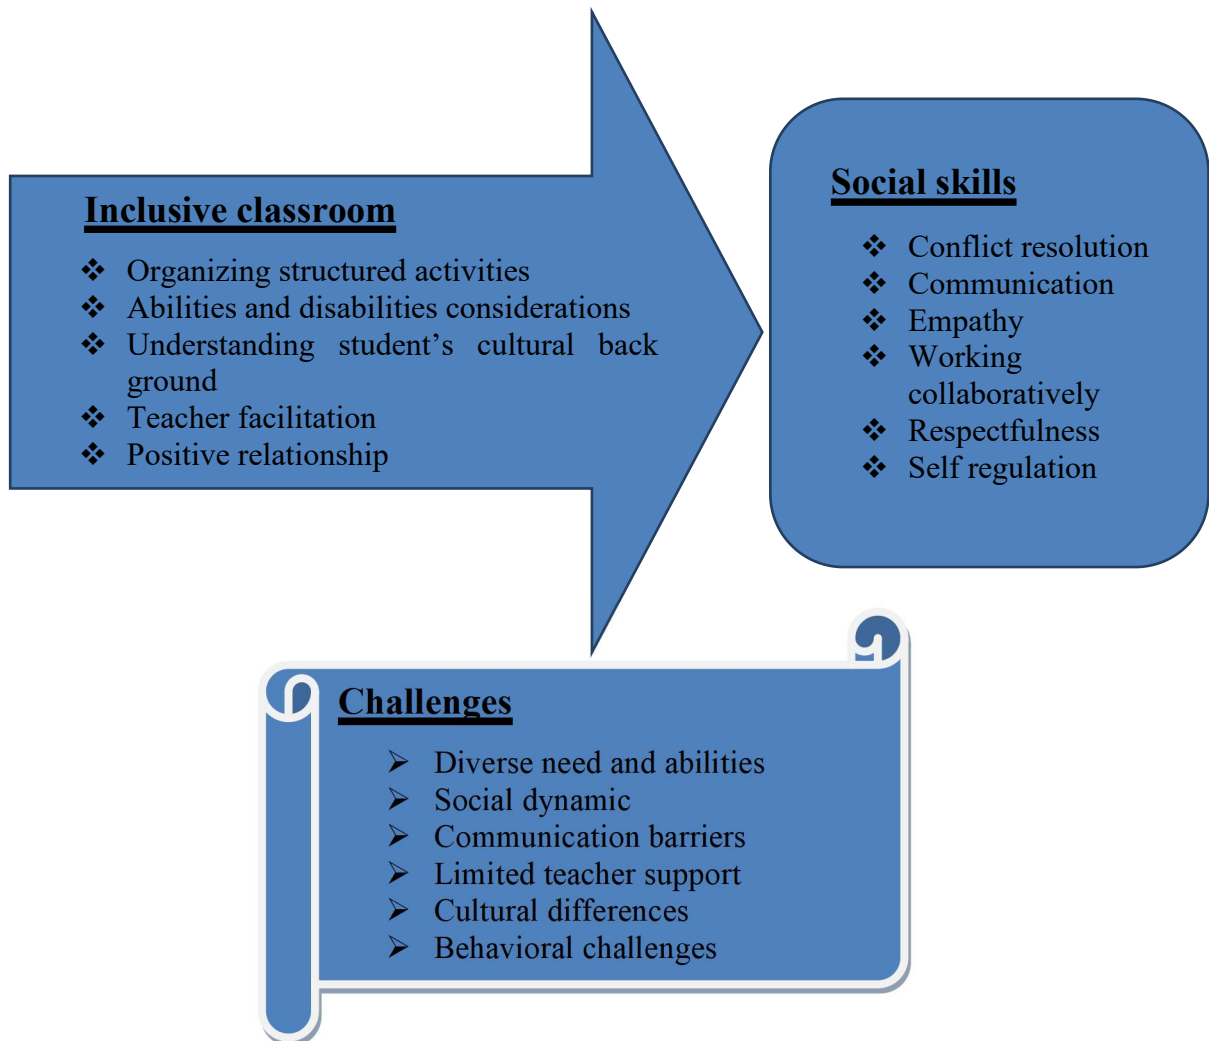 Inclusive classroom
❖ Organizing structured activities
❖ Abilities and disabilities considerations
❖ Understanding student’s cultural back
ground
❖ Teacher facilitation
❖ Positive relationship
Social skills
❖ Conflict resolution
❖ Communication
❖ Empathy
❖ Working
collaboratively
❖ Respectfulness
❖ Self regulation
Challenges
➢ Diverse need and abilities
➢ Social dynamic
➢ Communication barriers
➢ Limited teacher support
➢ Cultural differences
➢ Behavioral challenges